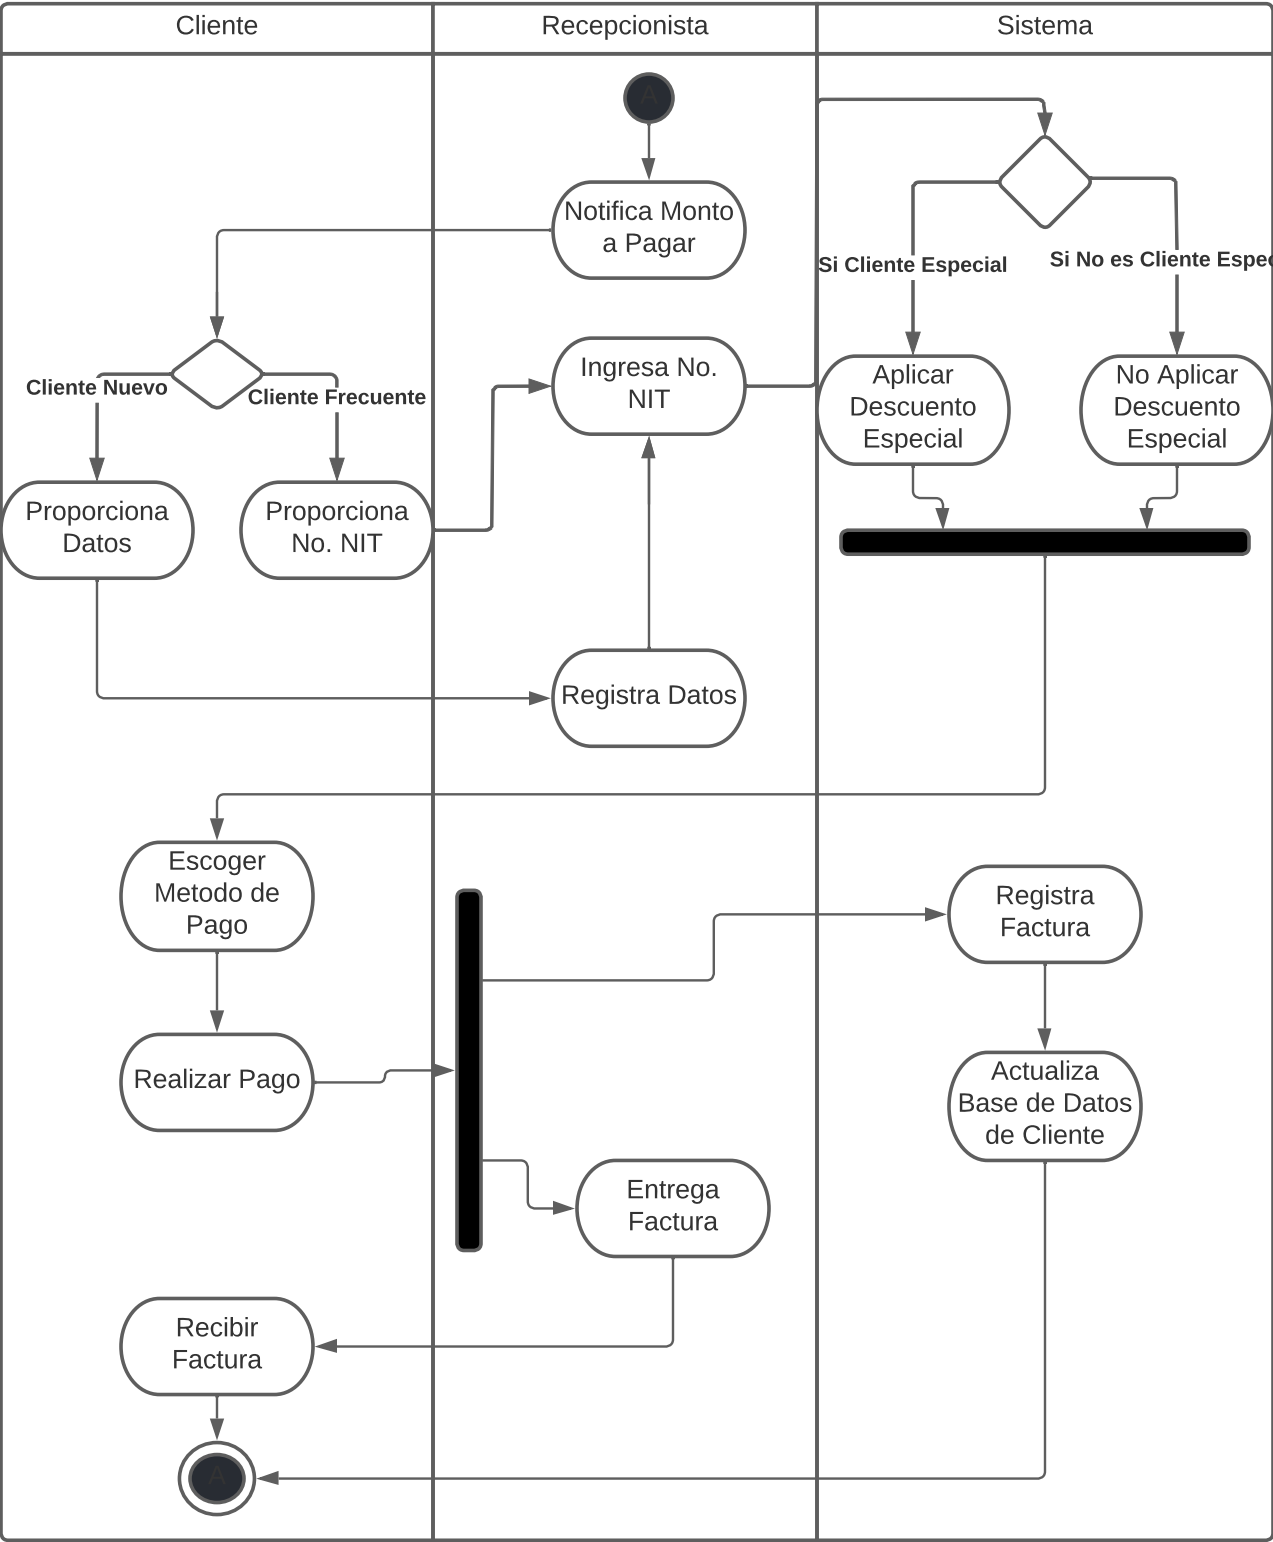 Cliente
Recepcionista
Sistema
A
Notifica Monto
a Pagar
Si Cliente Especial
Si No es Cliente Espec
Cliente Nuevo
Cliente Frecuente
Ingresa No.
NIT
Aplicar
Descuento
Especial
No Aplicar
Descuento
Especial
Proporciona
Datos
Proporciona
No. NIT
Registra Datos
Escoger
Metodo de
Pago
Registra
Factura
Realizar Pago
Actualiza
Base de Datos
de Cliente
Entrega
Factura
Recibir
Factura
A